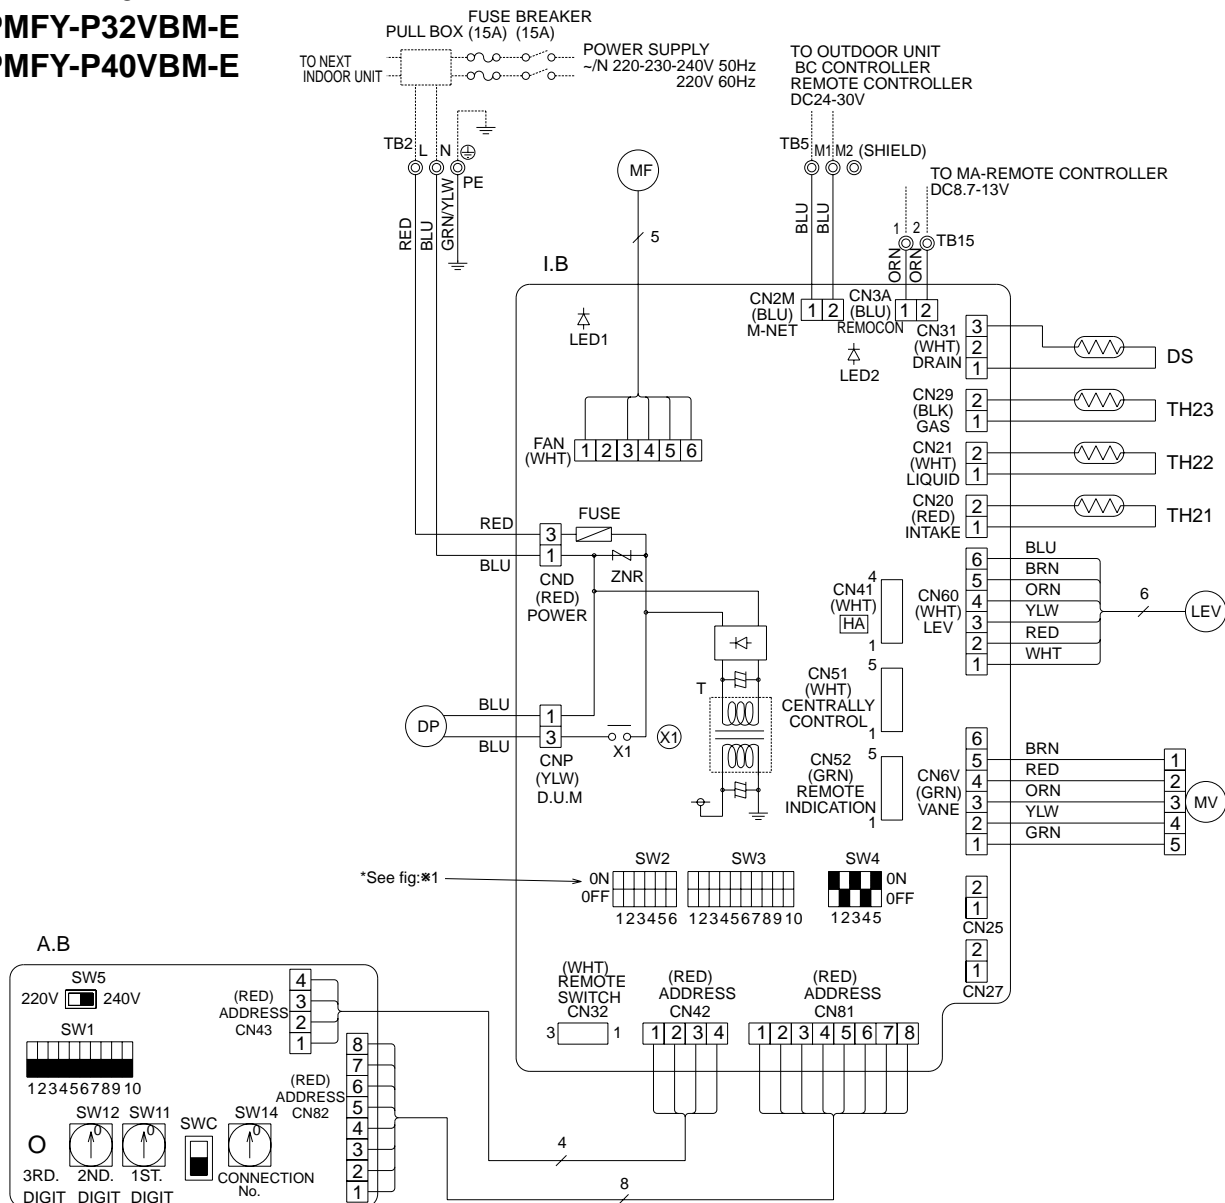 PMFY-P32VBM-E
PMFY-P40VBM-E
FUSE BREAKER
PULL BOX (15A) (15A)
TO NEXT
INDOOR UNIT
POWER SUPPLY
~/N 220-230-240V 50Hz
220V 60Hz
TO OUTDOOR UNIT
BC CONTROLLER
REMOTE CONTROLLER
DC24-30V
TB2 L N
PE
RED
BLU
GRN/YLW
MF
5
TB5 M1 M2 (SHIELD)
BLU
BLU
TO MA-REMOTE CONTROLLER
DC8.7-13V
1 2
TB15
ORN
ORN
I.B
LED1
CN2M
(BLU)
M-NET
1 2
CN3A
(BLU)
REMOCON
1 2
LED2
CN31
(WHT)
DRAIN
3
2
1
DS
CN29
(BLK)
GAS
2
1
TH23
CN21
(WHT)
LIQUID
2
1
TH22
CN20
(RED)
INTAKE
2
1
TH21
FAN
(WHT)
1 2 3 4 5 6
RED
BLU
3
1
FUSE
ZNR
CND
(RED)
POWER
CN41
(WHT)
HA
4
1
CN60
(WHT)
LEV
6
5
4
3
2
1
BLU
BRN
ORN
YLW
RED
WHT
6
LEV
DP
BLU
BLU
1
3
CNP
(YLW)
D.U.M
X1
X1
T
CN51
(WHT)
CENTRALLY
CONTROL
5
1
CN52
(GRN)
REMOTE
INDICATION
5
1
CN6V
(GRN)
VANE
6
5
4
3
2
1
BRN
RED
ORN
YLW
GRN
1
2
3
4
5
MV
*See fig:※1
SW2
0N
0FF
123456
SW3
12345678910
SW4
0N
0FF
12345
2
1
CN25
2
1
CN27
(WHT)
REMOTE
SWITCH
CN32
3 1
(RED)
ADDRESS
CN42
1 2 3 4
(RED)
ADDRESS
CN81
1 2 3 4 5 6 7 8
A.B
SW5
220V 240V
SW1
12345678910
(RED)
ADDRESS
CN43
4
3
2
1
(RED)
ADDRESS
CN82
8
7
6
5
4
3
2
1
SW12 SW11
SWC
SW14
0
0
0
O
3RD.
DIGIT
2ND.
DIGIT
1ST.
DIGIT
CONNECTION
No.
4
8